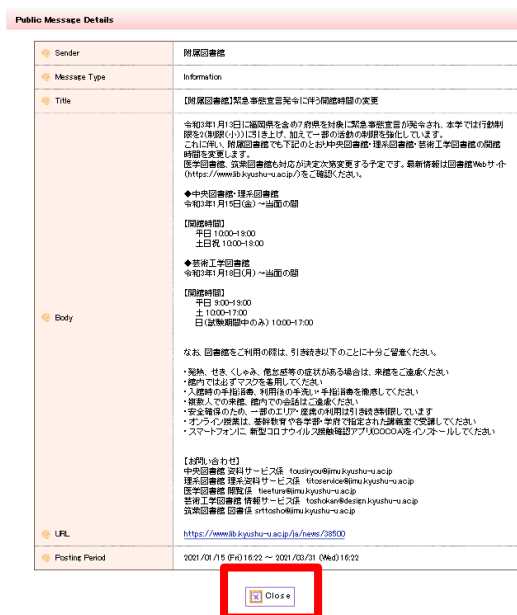 Public Message Details
Sender
附属図書館
Message Type
Information
Title
【附属図書館】緊急事態宣言発令に伴う開館時間の変更
令和3年1月13日に福岡県を含め7府県を対象に緊急事態宣言が発令され、本学では行動制
限を2(制限(小))に引き上げ、加えて一部の活動の制限を強化しています。
これに伴い、附属図書館でも下記のとおり中央図書館・理系図書館・芸術工学図書館の開館
時間を変更します。
医学図書館、筑紫図書館も対応が決定次第変更する予定です。最新情報は図書館Webサイト
(https://www.lib.kyushu-u.ac.jp/)をご確認ください。
◆中央図書館・理系図書館
令和3年1月15日(金) ～当面の間
【開館時間】
平日 10:00-19:00
土日祝 10:00-18:00
◆芸術工学図書館
令和3年1月18日(月) ～当面の間
【開館時間】
平日 9:00-19:00
土 10:00-17:00
日(試験期間中のみ) 10:00-17:00
Body
なお、図書館をご利用の際は、引き続き以下のことに十分ご留意ください。
・発熱、せき、くしゃみ、倦怠感等の症状がある場合は、来館をご遠慮ください
・館内では必ずマスクを着用してください
・入館時の手指消毒、利用後の手洗い・手指消毒を徹底してください
・複数人での来館、館内での会話はご遠慮ください
・安全確保のため、一部のエリア・座席の利用は引き続き制限しています
・オンライン授業は、基幹教育や各学部・学府で指定された講義室で受講してください
・スマートフォンに、新型コロナウイルス接触確認アプリ(COCOA)をインストールしてください
【お問い合わせ】
中央図書館 資料サービス係 tousiryou@jimu.kyushu-u.ac.jp
理系図書館 理系資料サービス係 titoservice@jimu.kyushu-u.ac.jp
医学図書館 閲覧係 tieetura@jimu.kyushu-u.ac.jp
芸術工学図書館 情報サービス係 toshokan@design.kyushu-u.ac.jp
筑紫図書館 図書係 srttosho@jimu.kyushu-u.ac.jp
URL
https://www.lib.kyushu-u.ac.jp/ja/news/38500
Posting Period
2021/01/15 (Fri) 16:22 ～ 2021/03/31 (Wed) 16:22
Close